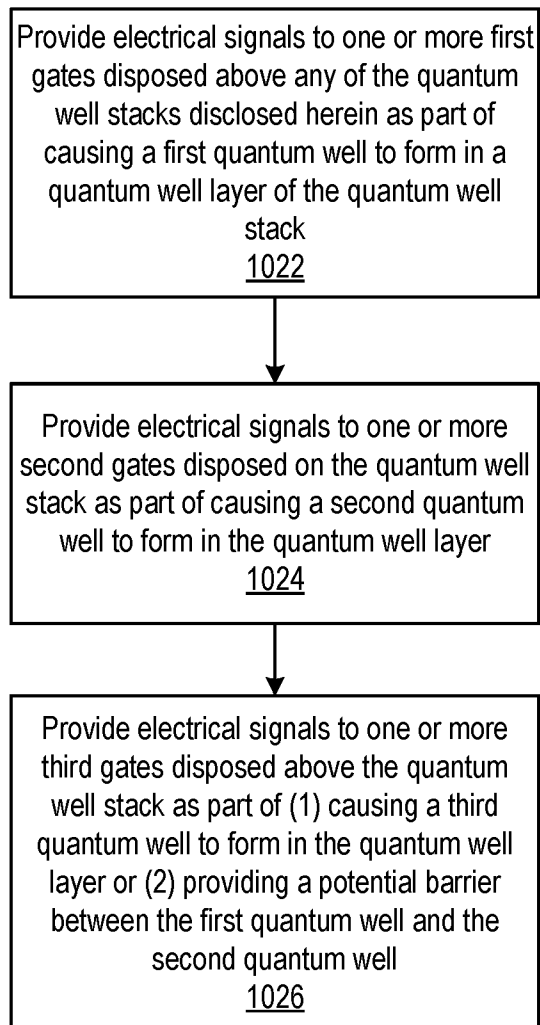 Provide electrical signals to one or more first
gates disposed above any of the quantum
well stacks disclosed herein as part of
causing a first quantum well to form in a
quantum well layer of the quantum well
stack
1022
Provide electrical signals to one or more
second gates disposed on the quantum well
stack as part of causing a second quantum
well to form in the quantum well layer
1024
Provide electrical signals to one or more
third gates disposed above the quantum
well stack as part of (1) causing a third
quantum well to form in the quantum well
layer or (2) providing a potential barrier
between the first quantum well and the
second quantum well
1026